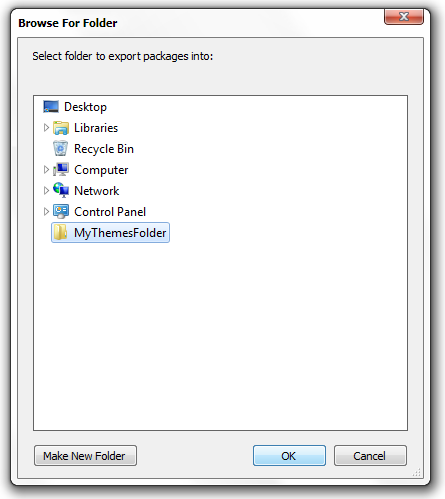 Browse For Folder
Select folder to export packages into:
Desktop
Libraries
Recycle Bin
Computer
Network
Control Panel
MyThemesFolder
Make New Folder
OK
Cancel